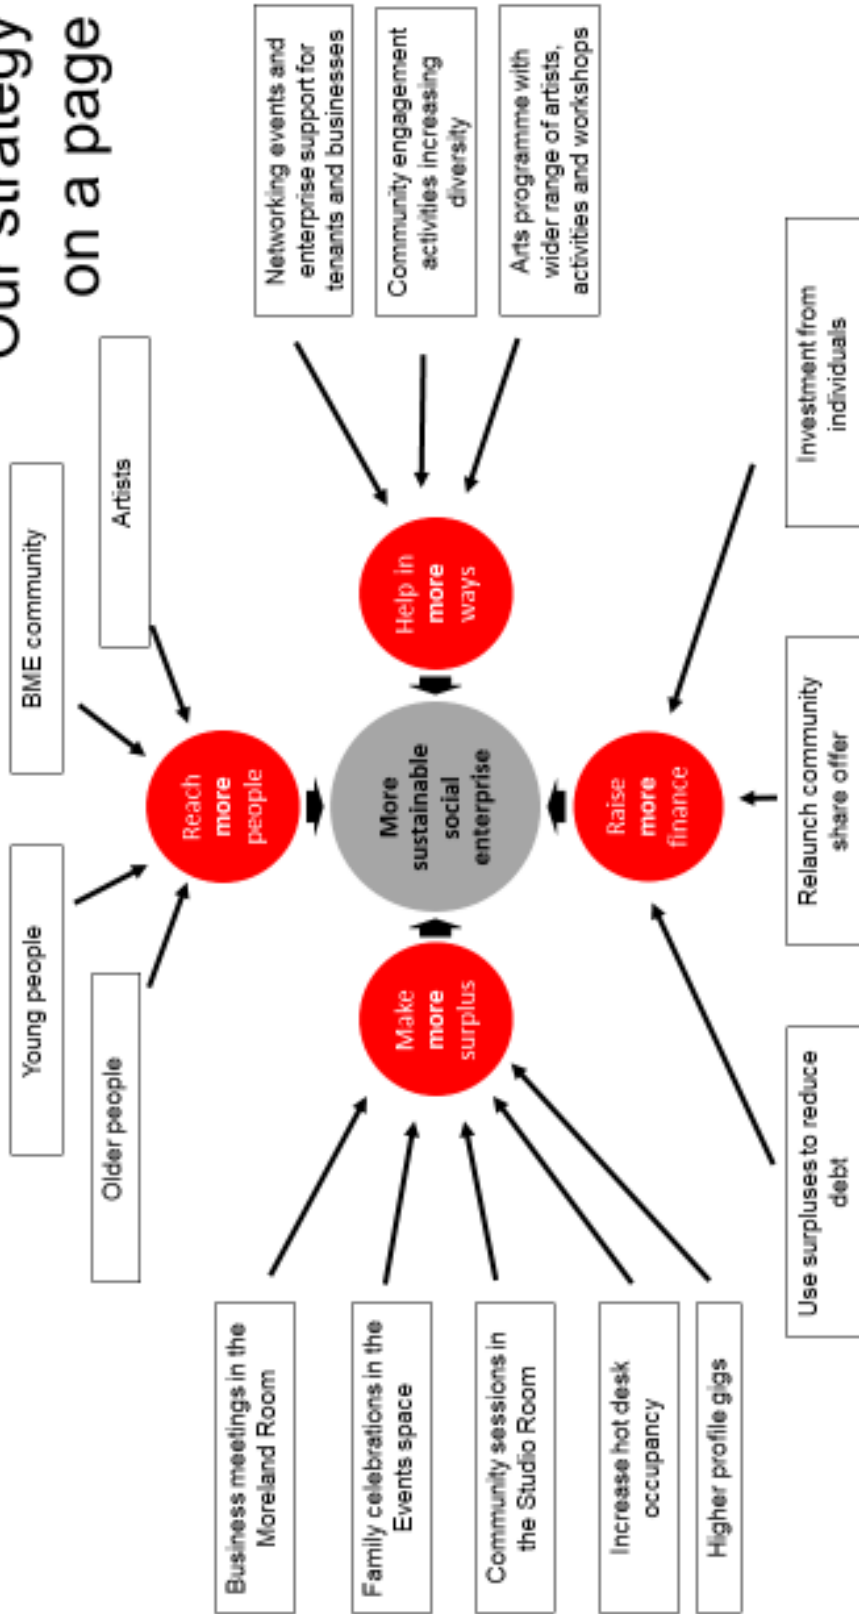 Our strategy
on a page
Young people
BME community
Older people
Artists
Reach
more
people
Business meetings in the
Moreland Room
Family celebrations in the
Events space
Community sessions in
the Studio Room
Increase hot desk
occupancy
Higher profile gigs
Make
more
surplus
More
sustainable
social
enterprise
Help in
more
ways
Networking events and
enterprise support for
tenants and businesses
Community engagement
activities increasing
diversity
Arts programme with
wider range of artists,
activities and workshops
Raise
more
finance
Use surpluses to reduce
debt
Relaunch community
share offer
Investment from
individuals